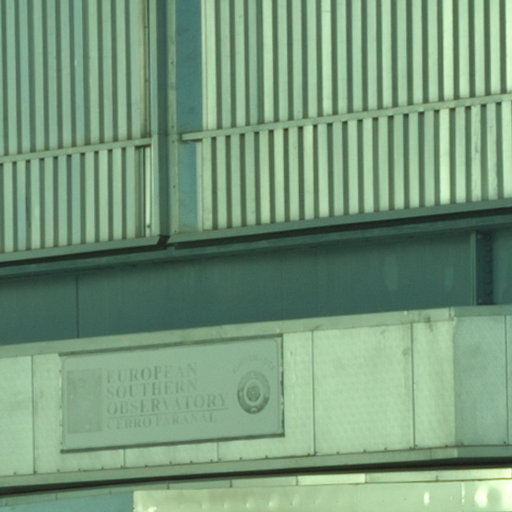 EUROPEAN
SOUTHERN
OBSERVATORY
CERRO PARANAL